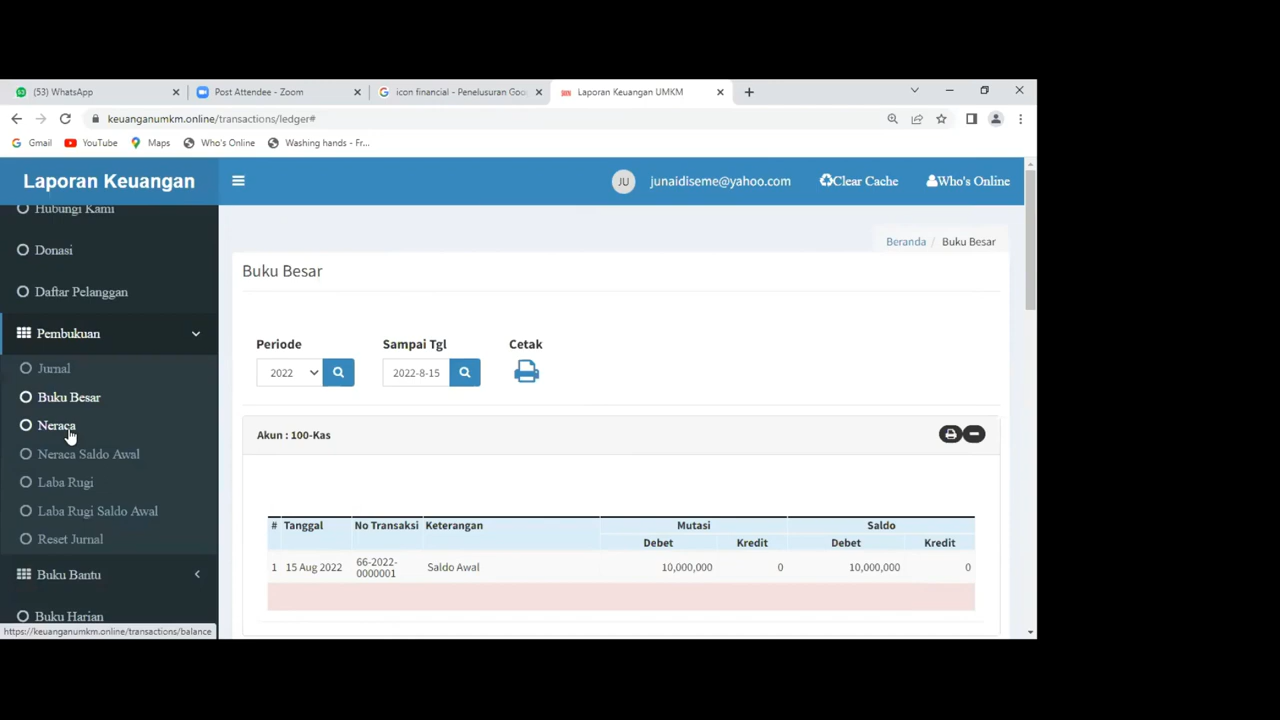 (53) WhatsApp
Post Attendee - Zoom
icon financial - Penelusuran Goo
Laporan Keuangan UMKM
keuanganumkm.online/transactions/ledger#
Gmail
YouTube
Maps
Who's Online
Washing hands - Fr...
Laporan Keuangan
JU
junaidiseme@yahoo.com
Clear Cache
Who's Online
Hubungi Kami
Donasi
Daftar Pelanggan
Pembukuan
Jurnal
Buku Besar
Neraca
Neraca Saldo Awal
Laba Rugi
Laba Rugi Saldo Awal
Reset Jurnal
Buku Bantu
Buku Harian
https://keuanganumkm.online/transactions/balance
Beranda / Buku Besar
Buku Besar
Periode
Sampai Tgl
Cetak
2022
2022-8-15
Akun : 100-Kas
# Tanggal No Transaksi Keterangan Mutasi Saldo
Debet Kredit Debet Kredit
1 15 Aug 2022 66-2022-0000001 Saldo Awal 10,000,000 0 10,000,000 0